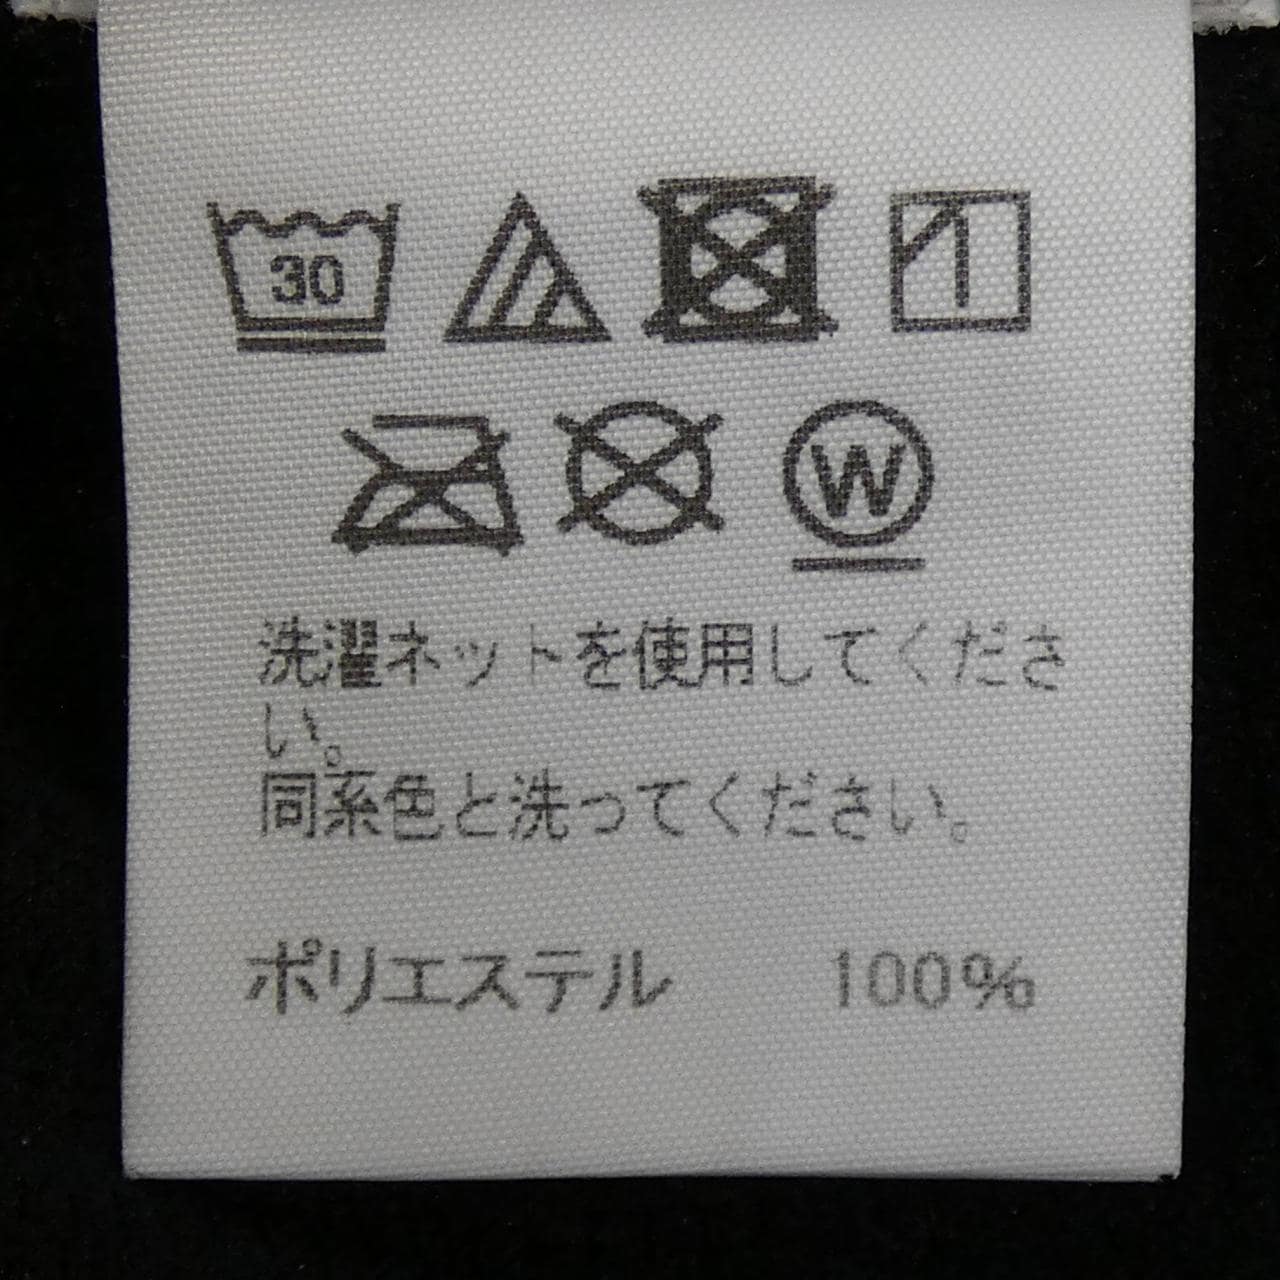 30
W
洗濯ネットを使用してくださ
い。
同系色と洗ってください。
ポリエステル 100%